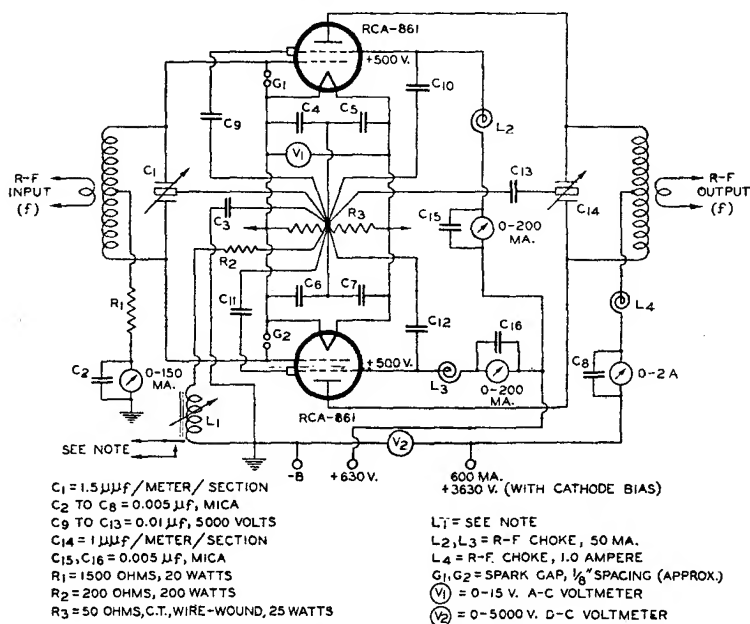 RCA-861
+500 V.
G1
C4
C5
C10
C9
L2
V1
R-F
INPUT
(f)
C1
C13
R-F
OUTPUT
(f)
C3
R3
C15
0-200
MA.
C14
R2
R1
C11
C6
C7
C12
L4
C16
G2
+500 V.
C2
0-150
MA.
L3
0-200
MA.
C8
0-2 A
RCA-861
L1
SEE NOTE
V2
-B
+630 V.
600 MA.
+3630 V. (WITH CATHODE BIAS)
C1 = 1.5 µµf/METER/SECTION
C2 TO C8 = 0.005 µf, MICA
C9 TO C13 = 0.01 µf, 5000 VOLTS
C14 = 1 µµf/METER/SECTION
C15, C16 = 0.005 µf, MICA
R1 = 1500 OHMS, 20 WATTS
R2 = 200 OHMS, 200 WATTS
R3 = 50 OHMS, C.T., WIRE-WOUND, 25 WATTS
L1 = SEE NOTE
L2, L3 = R-F CHOKE, 50 MA.
L4 = R-F CHOKE, 1.0 AMPERE
G1, G2 = SPARK GAP, 1/8" SPACING (APPROX.)
V1 = 0-15 V. A-C VOLTMETER
V2 = 0-5000 V. D-C VOLTMETER